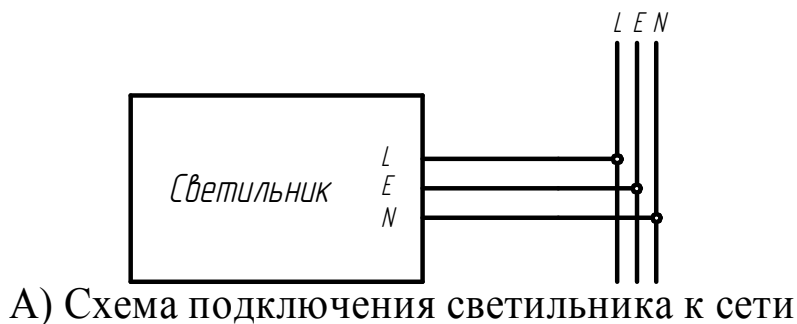 L E N
L
Светильник E
N
А) Схема подключения светильника к сети